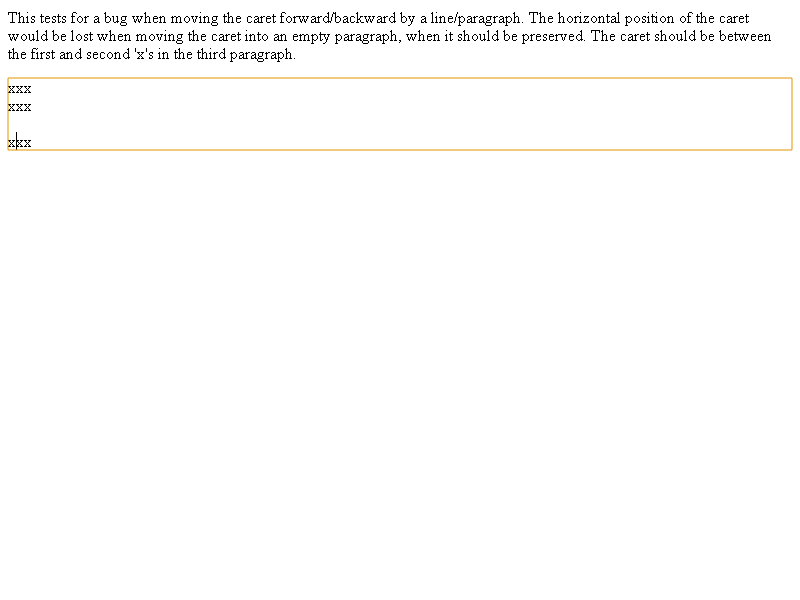 This tests for a bug when moving the caret forward/backward by a line/paragraph. The horizontal position of the caret
would be lost when moving the caret into an empty paragraph, when it should be preserved. The caret should be between
the first and second 'x's in the third paragraph.
xxx
xxx
xxx